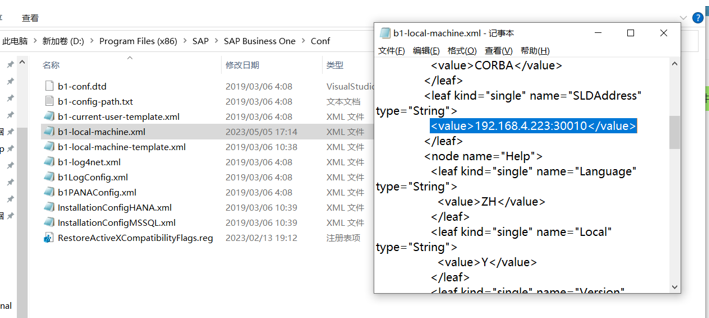 查看
此电脑 > 新加卷 (D:) > Program Files (x86) > SAP > SAP Business One > Conf
名称 修改日期 类型
b1-conf.dtd 2019/03/06 4:08 VisualStudio
b1-config-path.txt 2019/03/06 4:08 文本文档
b1-current-user-template.xml 2019/03/06 4:08 XML 文件
b1-local-machine.xml 2023/05/05 17:14 XML 文件
b1-local-machine-template.xml 2019/03/06 10:38 XML 文件
b1-log4net.xml 2019/03/06 4:08 XML 文件
b1LogConfig.xml 2019/03/06 4:08 XML 文件
b1PANAConfig.xml 2019/03/06 4:08 XML 文件
InstallationConfigHANA.xml 2019/03/06 10:39 XML 文件
InstallationConfigMSSQL.xml 2019/03/06 10:39 XML 文件
RestoreActiveXCompatibilityFlags.reg 2023/02/13 19:12 注册表项
nal
b1-local-machine.xml - 记事本
文件(F) 编辑(E) 格式(O) 查看(V) 帮助(H)
<value>CORBA</value>
</leaf>
<leaf kind="single" name="SLDAddress"
type="String">
<value>192.168.4.223:30010</value>
</leaf>
<node name="Help">
<leaf kind="single" name="Language"
type="String">
<value>ZH</value>
</leaf>
<leaf kind="single" name="Local"
type="String">
<value>Y</value>
</leaf>
<leaf kind="single" name="Version"